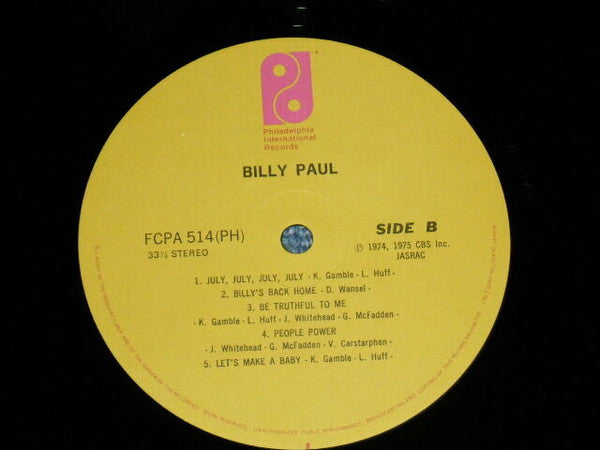 Philadelphia
International
Records
BILLY PAUL
FCPA 514(PH)
33⅓ STEREO
SIDE B
℗ 1974, 1975 CBS Inc.
JASRAC
1. JULY, JULY, JULY, JULY - K. Gamble - L. Huff -
2. BILLY'S BACK HOME - D. Wansel -
3. BE TRUTHFUL TO ME
- K. Gamble - L. Huff - J. Whitehead - G. McFadden -
4. PEOPLE POWER
- J. Whitehead - G. McFadden - V. Carstarphen -
5. LET'S MAKE A BABY - K. Gamble - L. Huff -